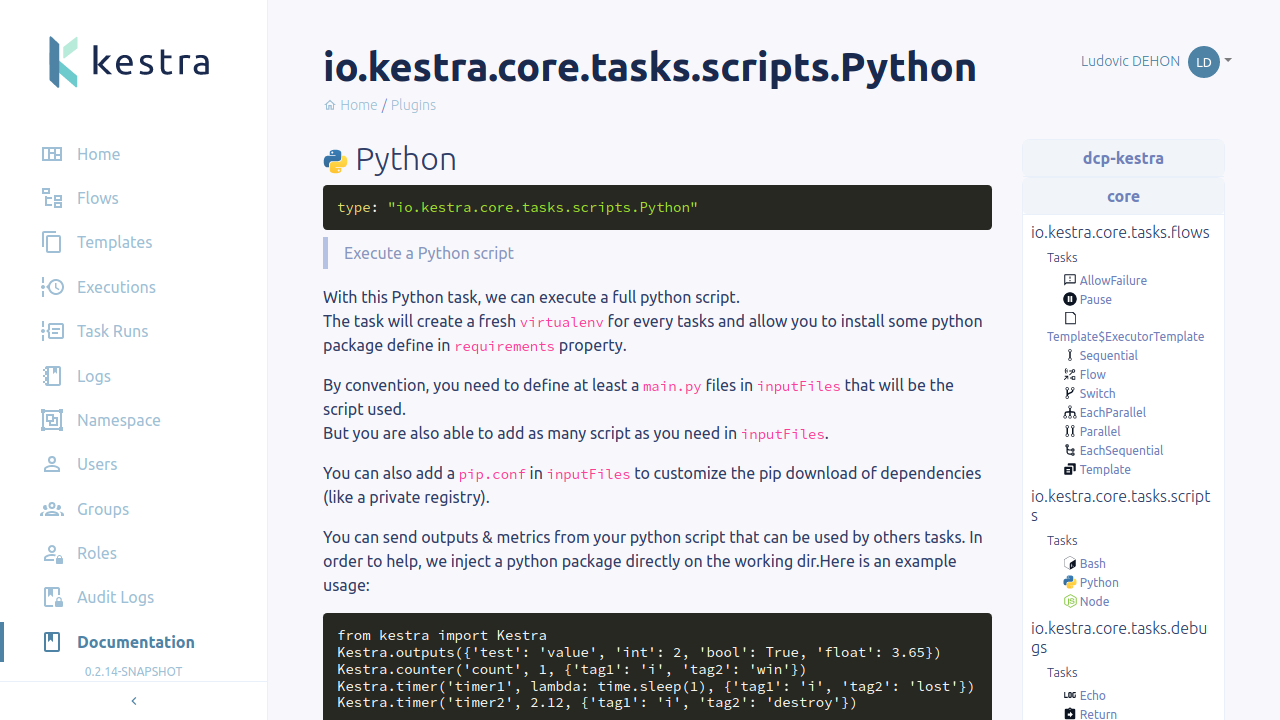 kestra
Home
Flows
Templates
Executions
Task Runs
Logs
Namespace
Users
Groups
Roles
Audit Logs
Documentation
0.2.14-SNAPSHOT
io.kestra.core.tasks.scripts.Python
Home / Plugins
Ludovic DEHON LD
Python
type: "io.kestra.core.tasks.scripts.Python"
Execute a Python script
With this Python task, we can execute a full python script.
The task will create a fresh virtualenv for every tasks and allow you to install some python
package define in requirements property.
By convention, you need to define at least a main.py files in inputFiles that will be the
script used.
But you are also able to add as many script as you need in inputFiles.
You can also add a pip.conf in inputFiles to customize the pip download of dependencies
(like a private registry).
You can send outputs & metrics from your python script that can be used by others tasks. In
order to help, we inject a python package directly on the working dir.Here is an example
usage:
from kestra import Kestra
Kestra.outputs({'test': 'value', 'int': 2, 'bool': True, 'float': 3.65})
Kestra.counter('count', 1, {'tag1': 'i', 'tag2': 'win'})
Kestra.timer('timer1', lambda: time.sleep(1), {'tag1': 'i', 'tag2': 'lost'})
Kestra.timer('timer2', 2.12, {'tag1': 'i', 'tag2': 'destroy'})
dcp-kestra
core
io.kestra.core.tasks.flows
Tasks
AllowFailure
Pause
Template$ExecutorTemplate
Sequential
Flow
Switch
EachParallel
Parallel
EachSequential
Template
io.kestra.core.tasks.script
s
Tasks
Bash
Python
Node
io.kestra.core.tasks.debu
gs
Tasks
LOG Echo
Return